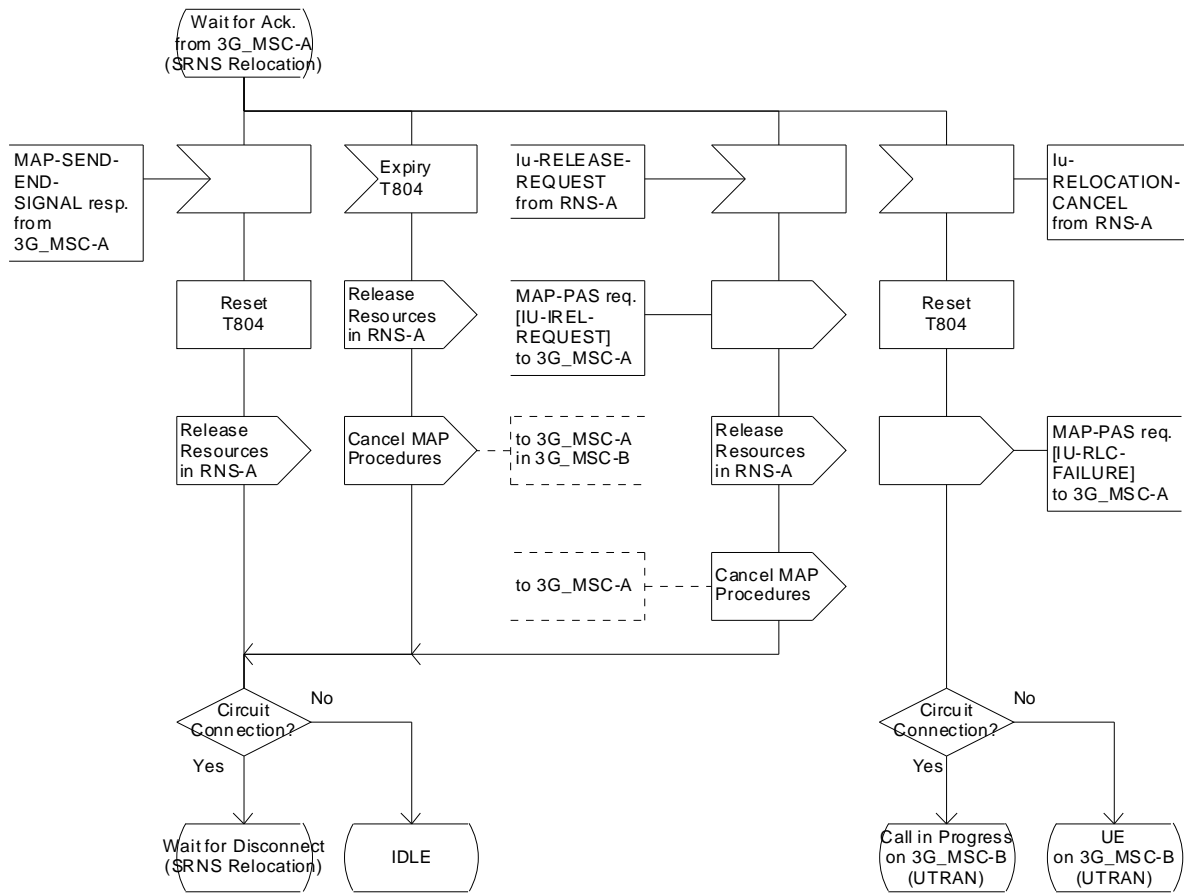 Wait for Ack.
from 3G_MSC-A
(SRNS Relocation)
MAP-SEND-
END-
SIGNAL resp.
from
3G_MSC-A
Expiry
T804
Iu-RELEASE-
REQUEST
from RNS-A
Iu-
RELOCATION-
CANCEL
from RNS-A
Reset
T804
Release
Resources
in RNS-A
MAP-PAS req.
[IU-IREL-
REQUEST]
to 3G_MSC-A
Reset
T804
Release
Resources
in RNS-A
Cancel MAP
Procedures
to 3G_MSC-A
in 3G_MSC-B
Release
Resources
in RNS-A
MAP-PAS req.
[IU-RLC-
FAILURE]
to 3G_MSC-A
to 3G_MSC-A
Cancel MAP
Procedures
Circuit
Connection?
No
Yes
Circuit
Connection?
No
Yes
Wait for Disconnect
(SRNS Relocation)
IDLE
Call in Progress
on 3G_MSC-B
(UTRAN)
UE
on 3G_MSC-B
(UTRAN)